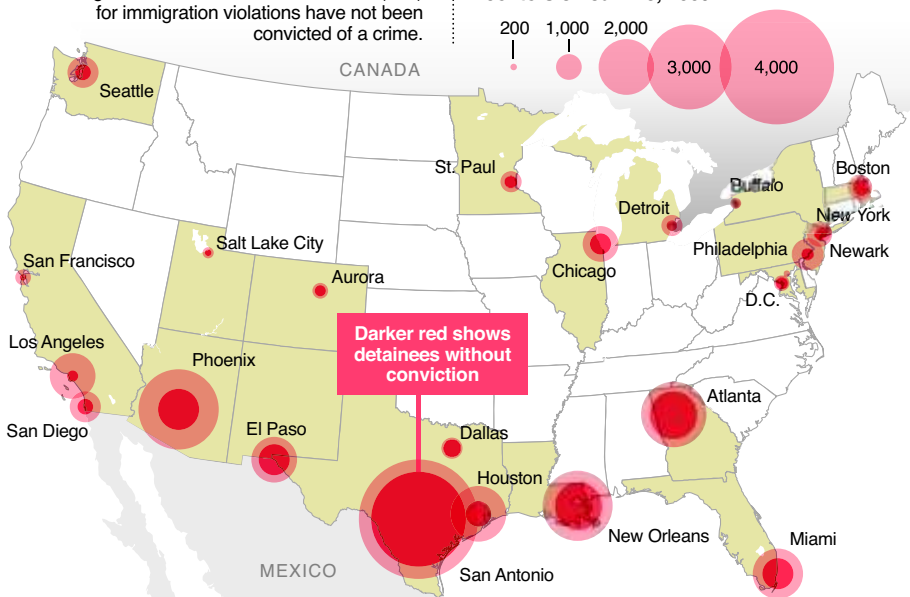 for immigration violations have not been
convicted of a crime.
200
1,000
2,000
3,000
4,000
CANADA
Seattle
St. Paul
Boston
Buffalo
Detroit
New York
Salt Lake City
Philadelphia
Newark
San Francisco
Chicago
Aurora
D.C.
Los Angeles
Darker red shows
detainees without
conviction
Phoenix
Atlanta
San Diego
El Paso
Dallas
Houston
New Orleans
Miami
MEXICO
San Antonio